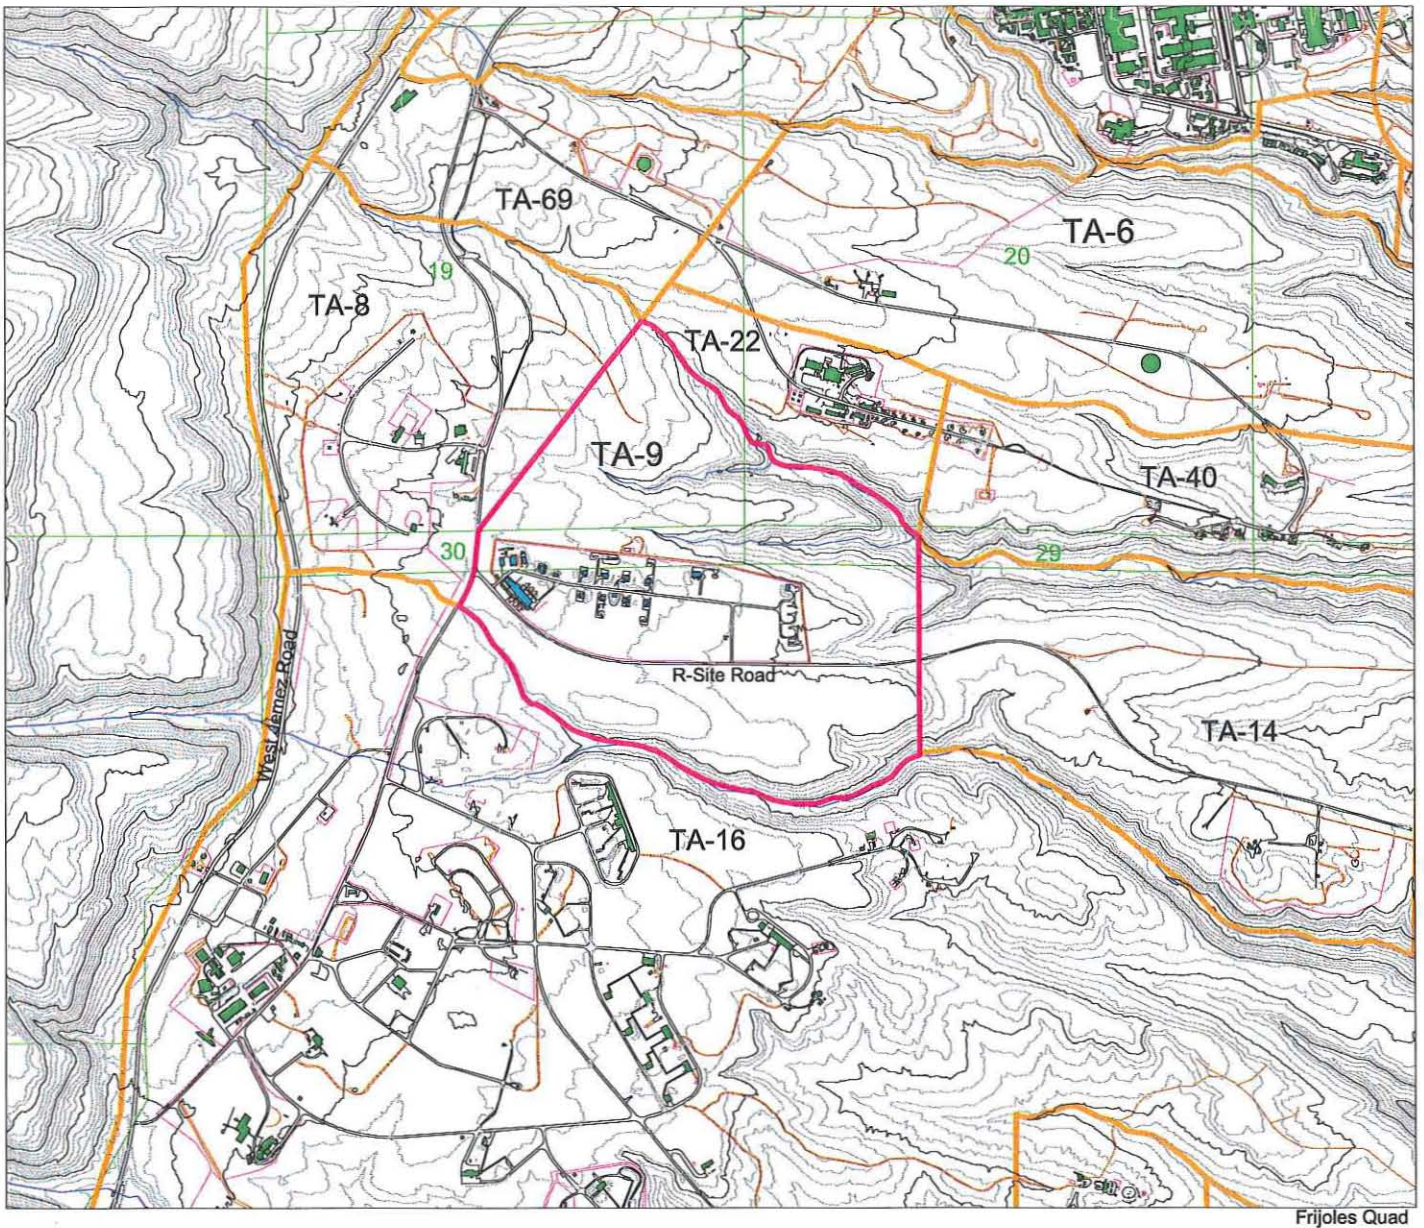 TA-69
TA-6
20
19
TA-8
TA-22
TA-9
TA-40
30
29
R-Site Road
West Jemez Road
TA-14
TA-16
Frijoles Quad